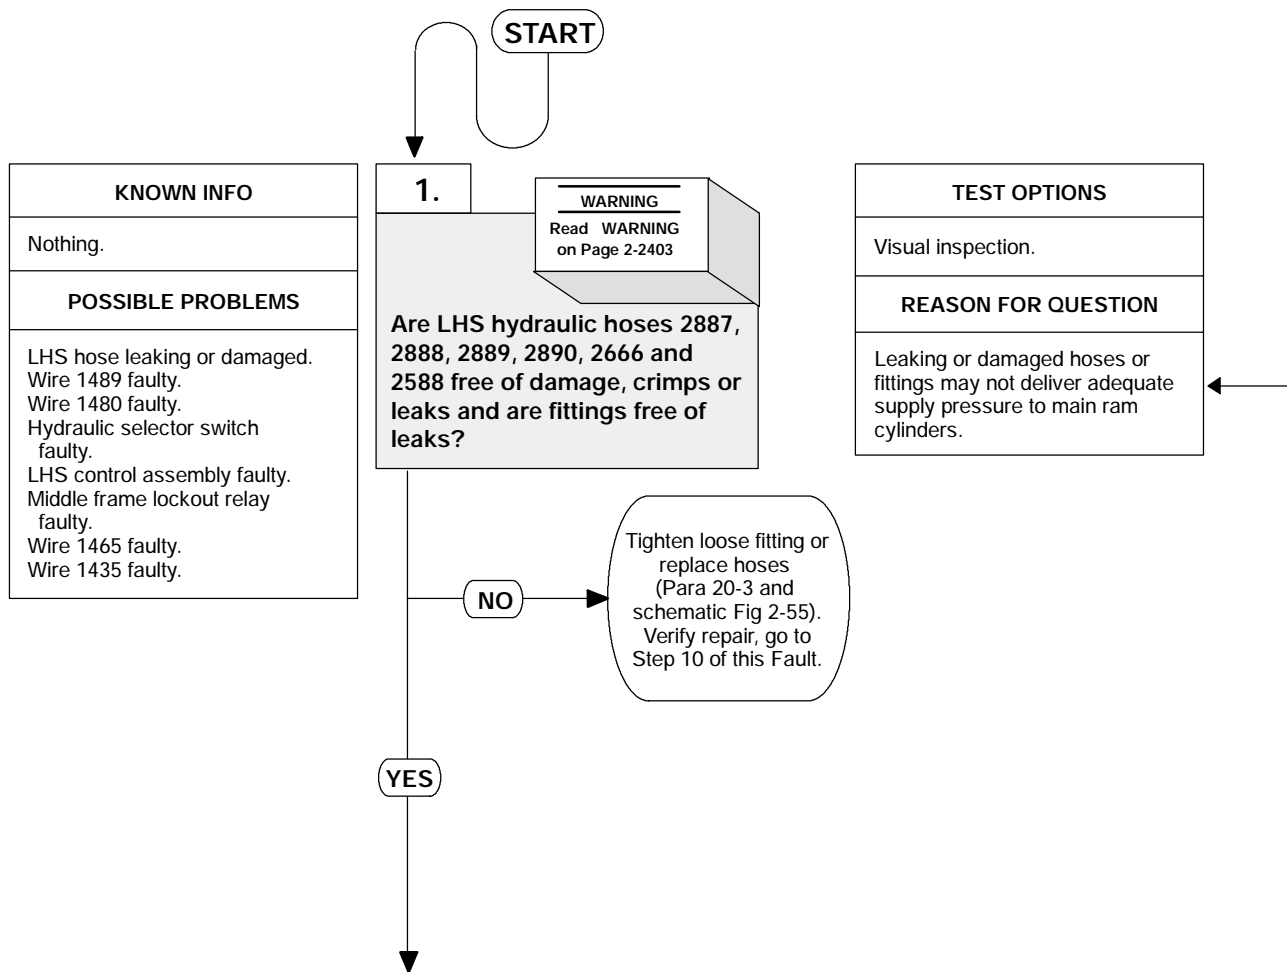 START
KNOWN INFO
Nothing.
POSSIBLE PROBLEMS
LHS hose leaking or damaged.
Wire 1489 faulty.
Wire 1480 faulty.
Hydraulic selector switch
faulty.
LHS control assembly faulty.
Middle frame lockout relay
faulty.
Wire 1465 faulty.
Wire 1435 faulty.
1.
WARNING
Read WARNING
on Page 2-2403
Are LHS hydraulic hoses 2887,
2888, 2889, 2890, 2666 and
2588 free of damage, crimps or
leaks and are fittings free of
leaks?
TEST OPTIONS
Visual inspection.
REASON FOR QUESTION
Leaking or damaged hoses or
fittings may not deliver adequate
supply pressure to main ram
cylinders.
NO
Tighten loose fitting or
replace hoses
(Para 20-3 and
schematic Fig 2-55).
Verify repair, go to
Step 10 of this Fault.
YES